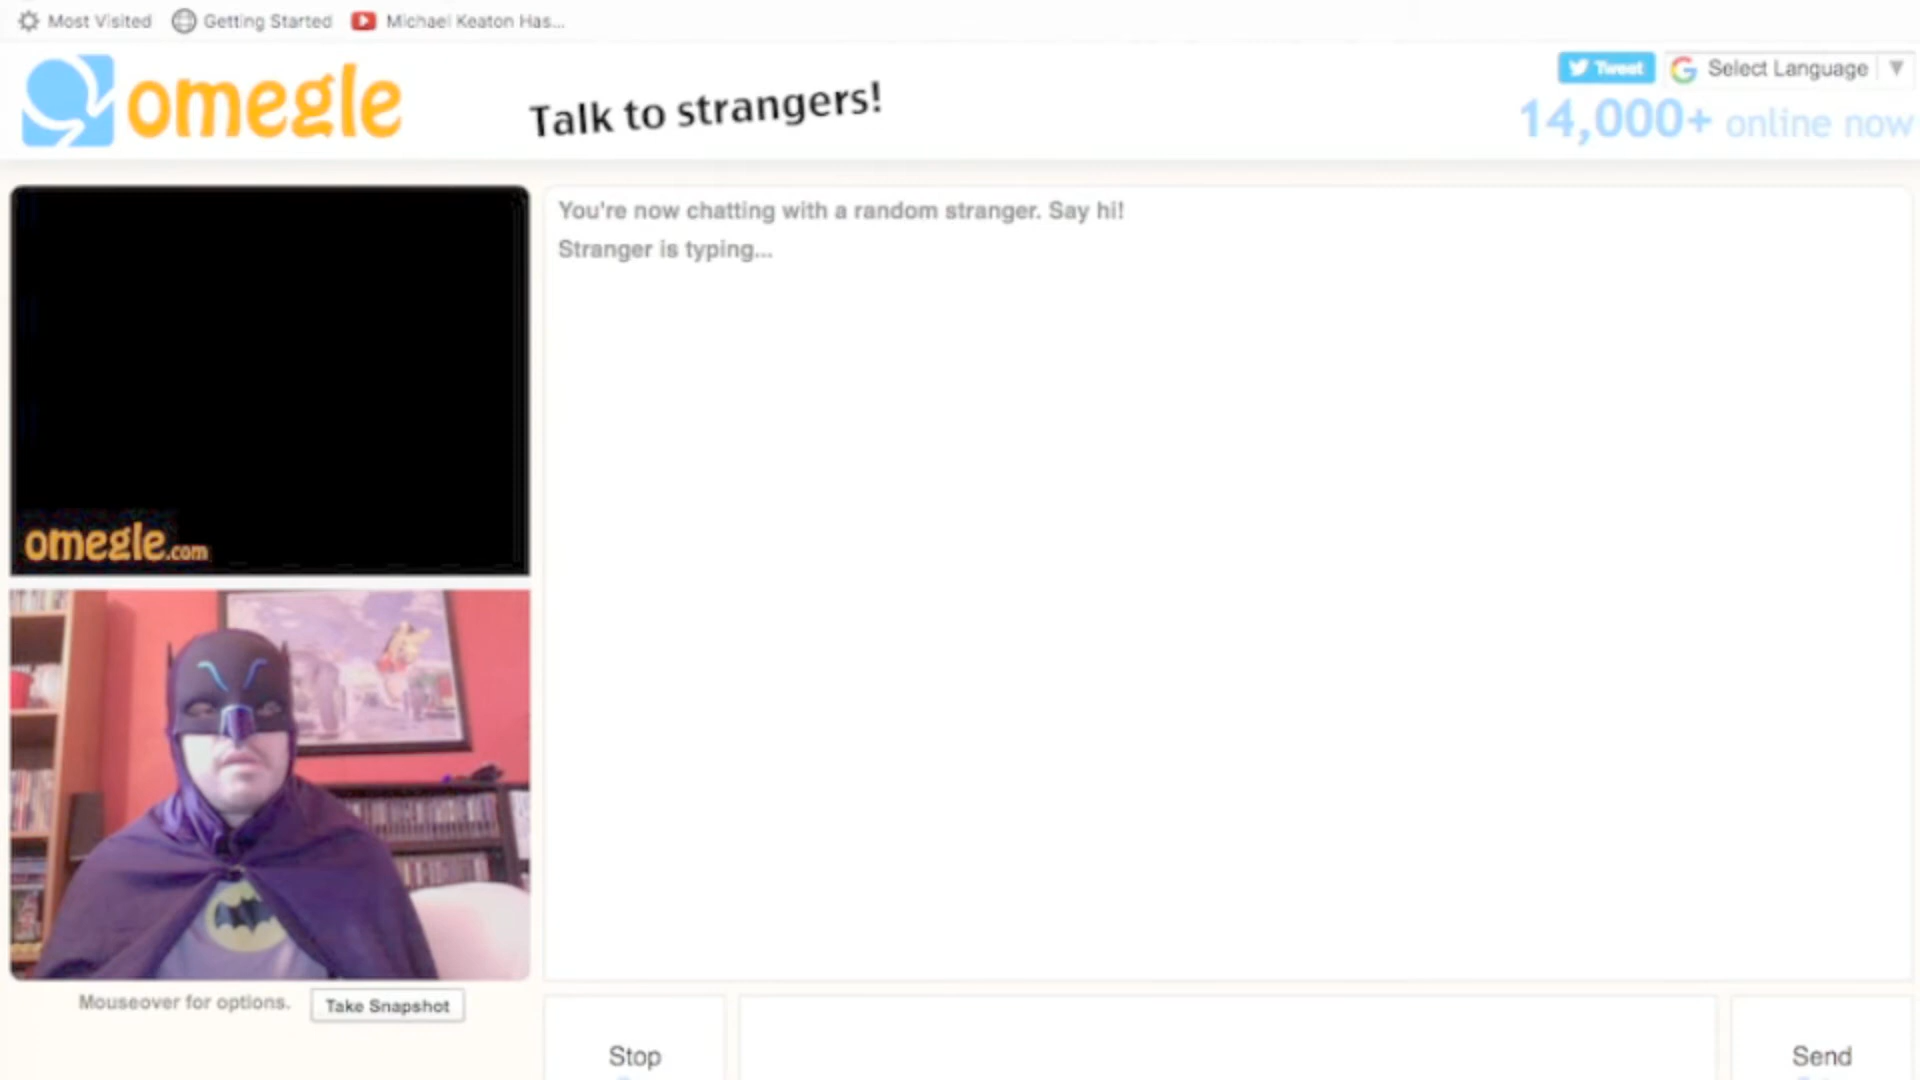 Most Visited Getting Started Michael Keaton Has...
omegle Talk to strangers! Tweet Select Language ▼
14,000+ online now
You're now chatting with a random stranger. Say hi!
Stranger is typing...
omegle.com
Mouseover for options. Take Snapshot
Stop Send